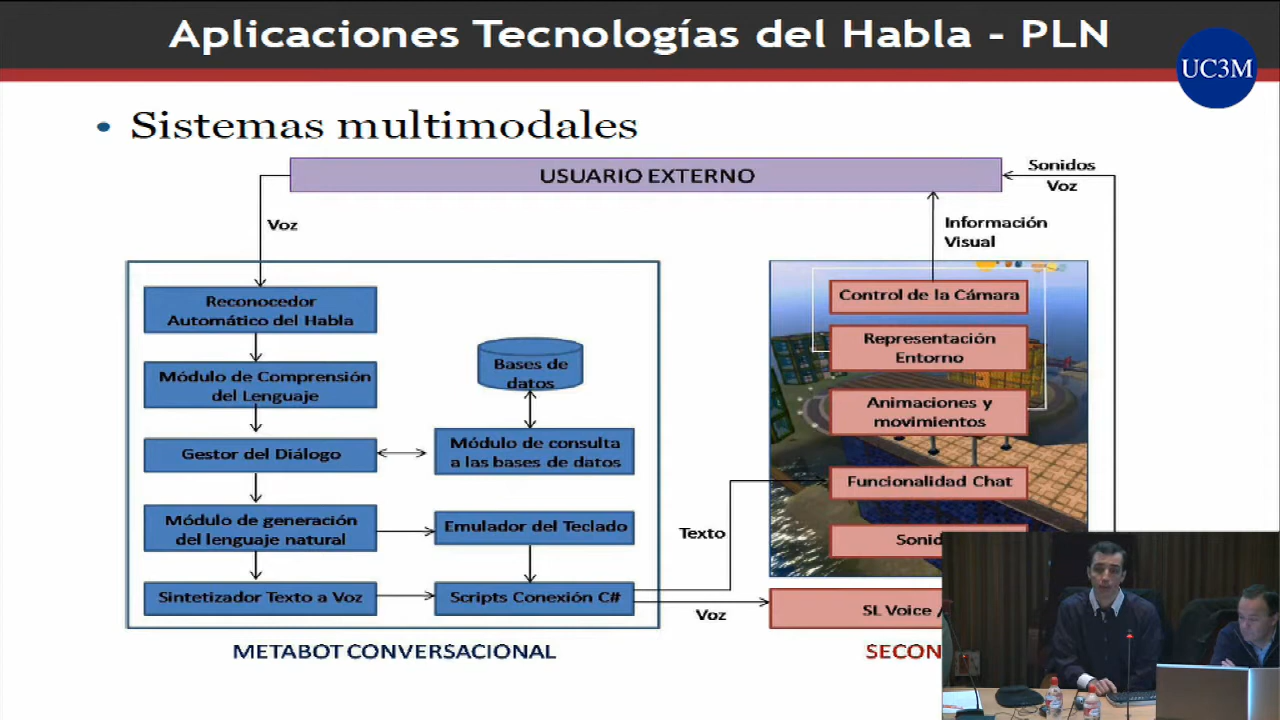 Aplicaciones Tecnologías del Habla - PLN
UC3M
• Sistemas multimodales
USUARIO EXTERNO
Sonidos
Voz
Voz
Información
Visual
Reconocedor
Automático del Habla
Módulo de Comprensión
del Lenguaje
Gestor del Diálogo
Módulo de generación
del lenguaje natural
Sintetizador Texto a Voz
Bases de
datos
Módulo de consulta
a las bases de datos
Emulador del Teclado
Scripts Conexión C#
Texto
Voz
Control de la Cámara
Representación
Entorno
Animaciones y
movimientos
Funcionalidad Chat
Sonid
SL Voice
METABOT CONVERSACIONAL
SECON